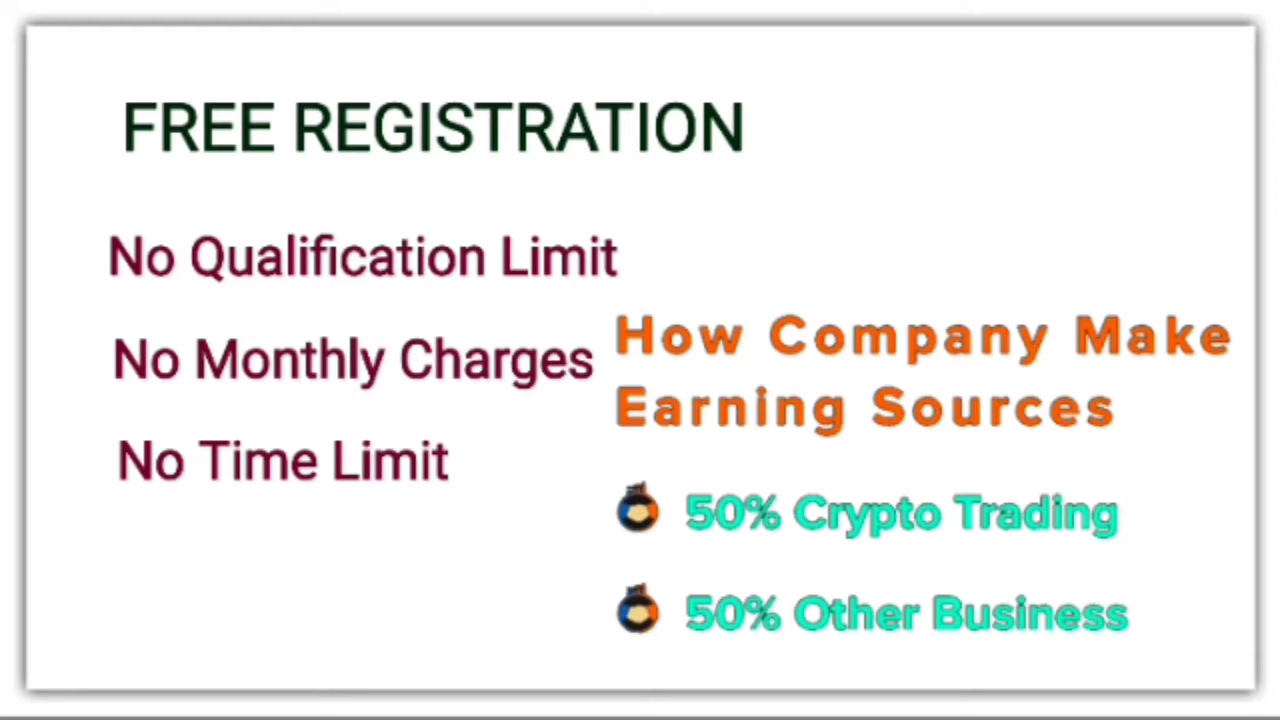 FREE REGISTRATION
No Qualification Limit
No Monthly Charges
No Time Limit
How Company Make
Earning Sources
50% Crypto Trading
50% Other Business